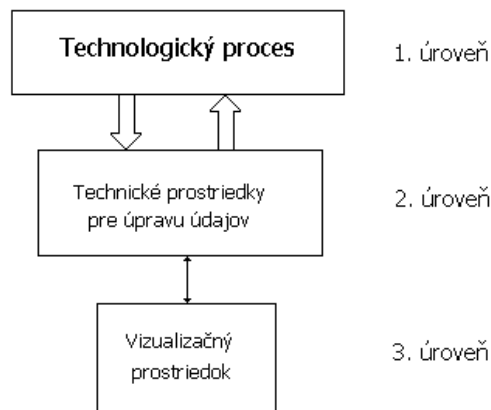 Technologický proces
1. úroveň
Technické prostriedky
pre úpravu údajov
2. úroveň
Vizualizačný
prostriedok
3. úroveň